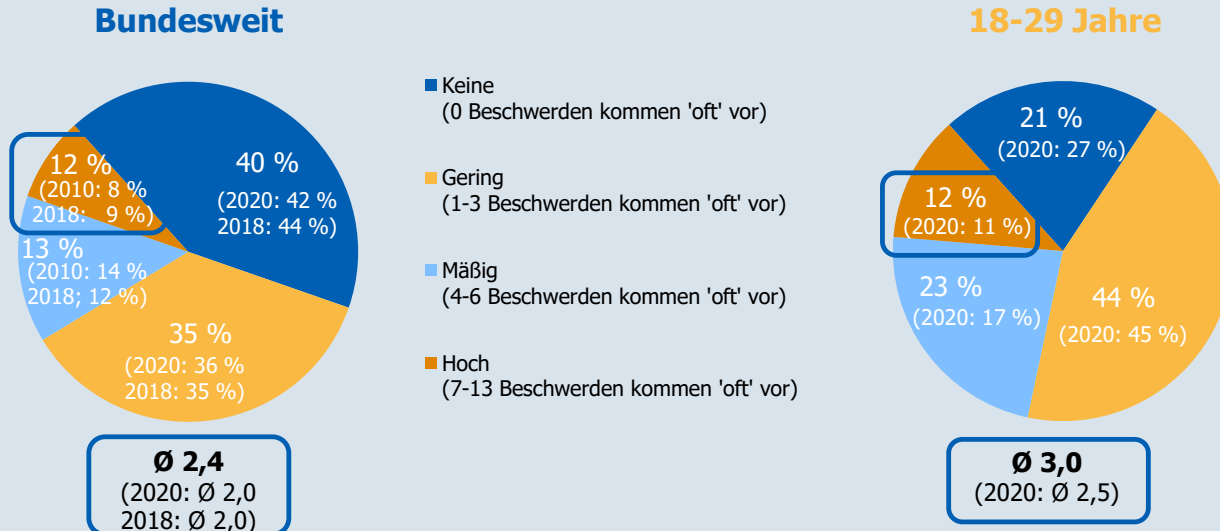 Bundesweit
40 %
(2020: 42 %
2018: 44 %)
12 %
(2010: 8 %
2018: 9 %)
13 %
(2010: 14 %
2018; 12 %)
35 %
(2020: 36 %
2018: 35 %)
Ø 2,4
(2020: Ø 2,0
2018: Ø 2,0)
Keine
(0 Beschwerden kommen 'oft' vor)
Gering
(1-3 Beschwerden kommen 'oft' vor)
Mäßig
(4-6 Beschwerden kommen 'oft' vor)
Hoch
(7-13 Beschwerden kommen 'oft' vor)
18-29 Jahre
21 %
(2020: 27 %)
12 %
(2020: 11 %)
23 %
(2020: 17 %)
44 %
(2020: 45 %)
Ø 3,0
(2020: Ø 2,5)